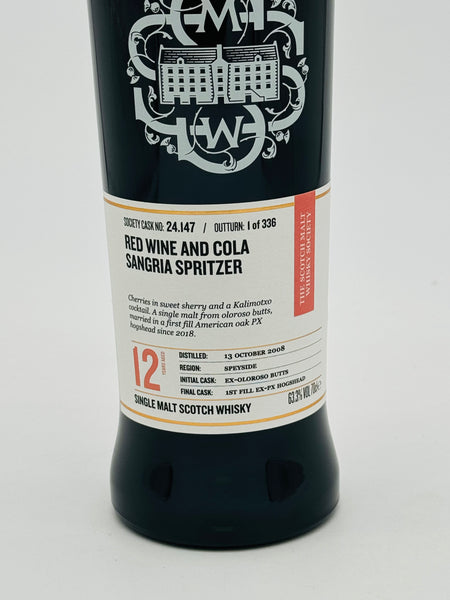 M
W
SOCIETY CASK NO: 24.147 / OUTTURN: 1 of 336
RED WINE AND COLA
SANGRIA SPRITZER
THE SCOTCH MALT
WHISKY SOCIETY
Cherries in sweet sherry and a Kalimotxo
cocktail. A single malt from oloroso butts,
married in a first fill American oak PX
hogshead since 2018.
12 YEARS AGED
DISTILLED: 13 OCTOBER 2008
REGION: SPEYSIDE
INITIAL CASK: EX-OLOROSO BUTTS
FINAL CASK: 1ST FILL EX-PX HOGSHEAD
SINGLE MALT SCOTCH WHISKY
63.3% VOL 70cl ℮